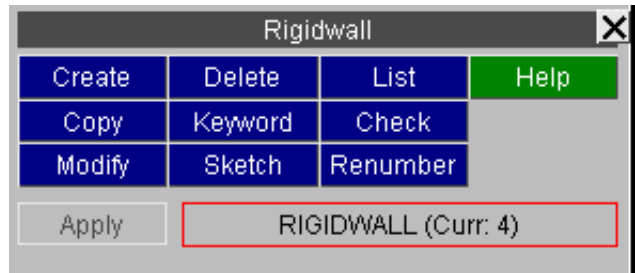 Rigidwall
Create Delete List Help
Copy Keyword Check
Modify Sketch Renumber
Apply RIGIDWALL (Curr: 4)